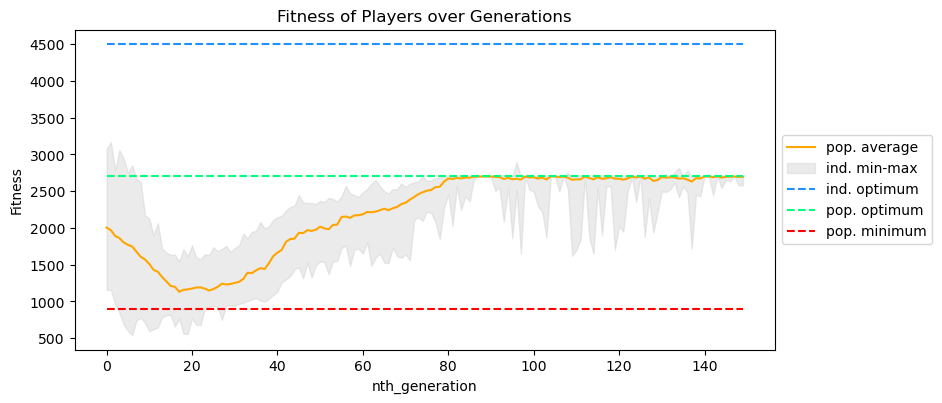 Fitness of Players over Generations
Fitness
4500
4000
3500
3000
2500
2000
1500
1000
500
0
20
40
60
80
100
120
140
nth_generation
pop. average
ind. min-max
ind. optimum
pop. optimum
pop. minimum